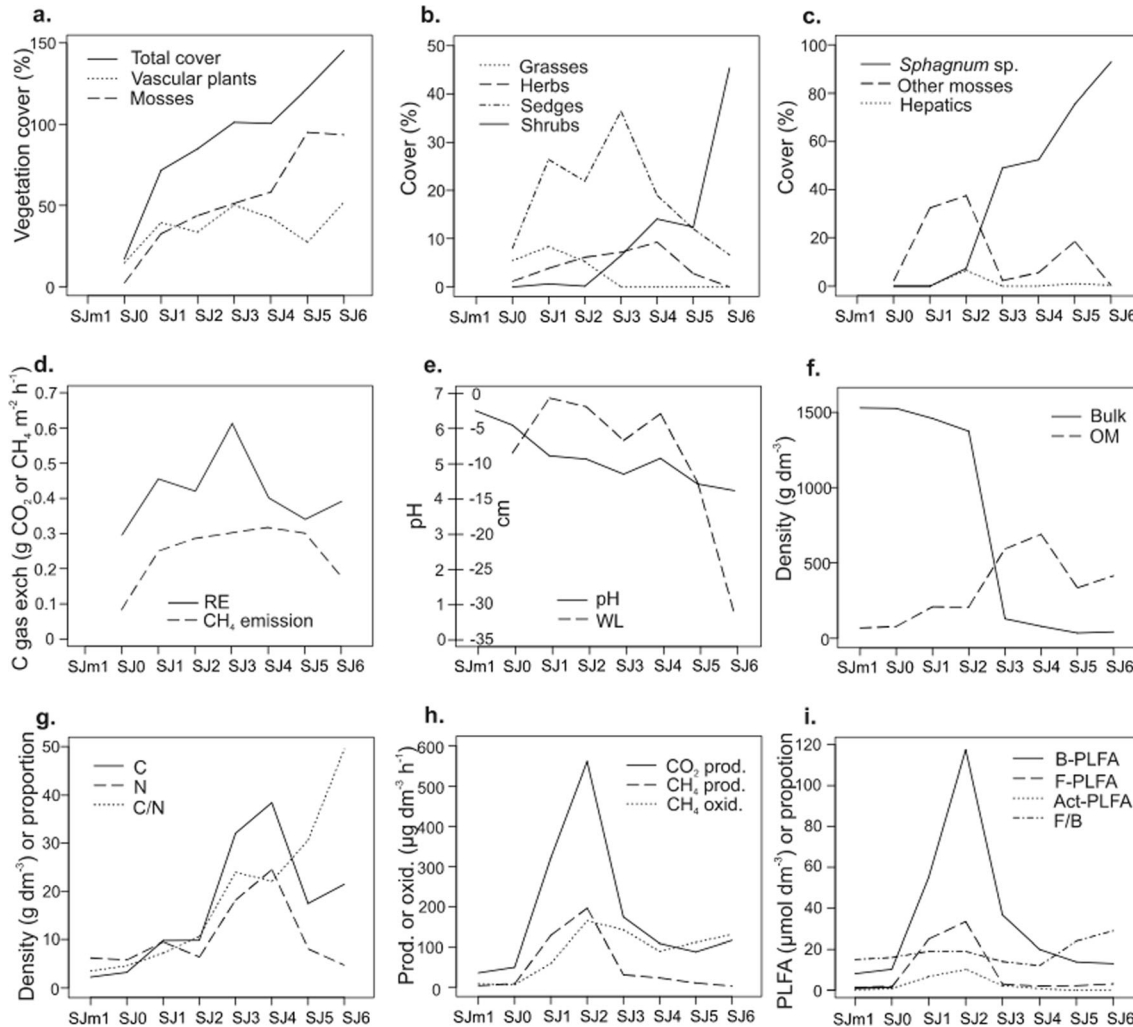 a.
Vegetation cover (%)
150
100
50
0
Total cover
Vascular plants
Mosses
SJm1 SJ0 SJ1 SJ2 SJ3 SJ4 SJ5 SJ6
b.
Cover (%)
50
40
30
20
10
0
Grasses
Herbs
Sedges
Shrubs
SJm1 SJ0 SJ1 SJ2 SJ3 SJ4 SJ5 SJ6
c.
Cover (%)
100
80
60
40
20
0
Sphagnum sp.
Other mosses
Hepatics
SJm1 SJ0 SJ1 SJ2 SJ3 SJ4 SJ5 SJ6
d.
C gas exch (g CO₂ or CH₄ m⁻² h⁻¹)
0.7
0.6
0.5
0.4
0.3
0.2
0.1
0
RE
CH₄ emission
SJm1 SJ0 SJ1 SJ2 SJ3 SJ4 SJ5 SJ6
e.
pH
7
6
5
4
3
2
1
0
cm
0
-5
-10
-15
-20
-25
-30
-35
pH
WL
SJm1 SJ0 SJ1 SJ2 SJ3 SJ4 SJ5 SJ6
f.
Density (g dm⁻³)
1500
1000
500
0
Bulk
OM
SJm1 SJ0 SJ1 SJ2 SJ3 SJ4 SJ5 SJ6
g.
Density (g dm⁻³) or proportion
50
40
30
20
10
0
C
N
C/N
SJm1 SJ0 SJ1 SJ2 SJ3 SJ4 SJ5 SJ6
h.
Prod. or oxid. (µg dm⁻³ h⁻¹)
600
500
400
300
200
100
0
CO₂ prod.
CH₄ prod.
CH₄ oxid.
SJm1 SJ0 SJ1 SJ2 SJ3 SJ4 SJ5 SJ6
i.
PLFA (µmol dm⁻³) or propotion
120
100
80
60
40
20
0
B-PLFA
F-PLFA
Act-PLFA
F/B
SJm1 SJ0 SJ1 SJ2 SJ3 SJ4 SJ5 SJ6